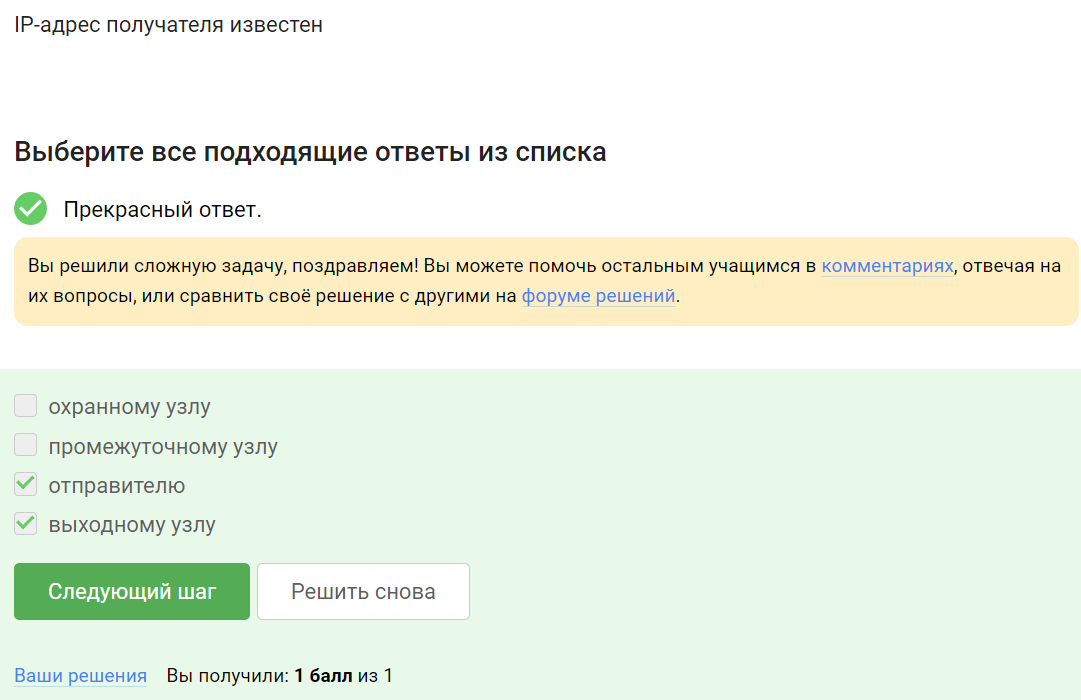 IP-адрес получателя известен
Выберите все подходящие ответы из списка
Прекрасный ответ.
Вы решили сложную задачу, поздравляем! Вы можете помочь остальным учащимся в комментариях, отвечая на
их вопросы, или сравнить своё решение с другими на форуме решений.
охранному узлу
промежуточному узлу
отправителю
выходному узлу
Следующий шаг
Решить снова
Ваши решения Вы получили: 1 балл из 1